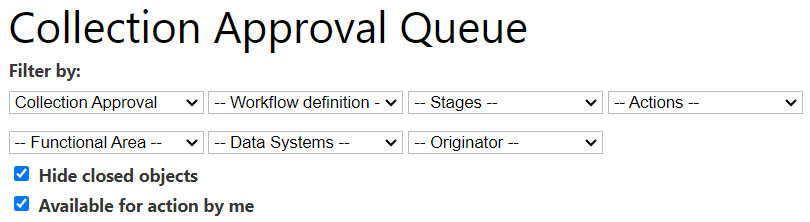 Collection Approval Queue
Filter by:
Collection Approval -- Workflow definition - -- Stages -- -- Actions --
-- Functional Area -- -- Data Systems -- -- Originator --
Hide closed objects
Available for action by me